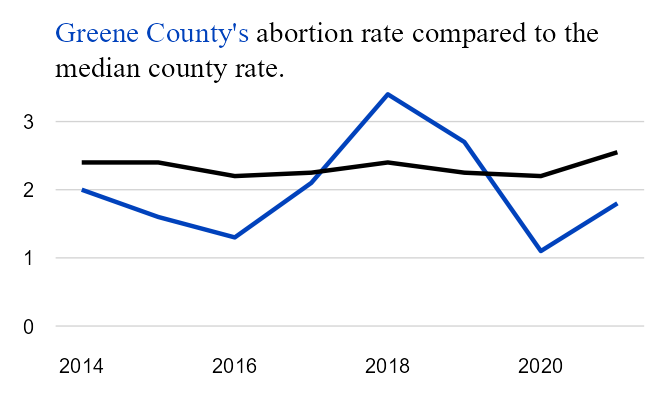 Greene County's abortion rate compared to the
median county rate.
3
2
1
0
2014 2016 2018 2020